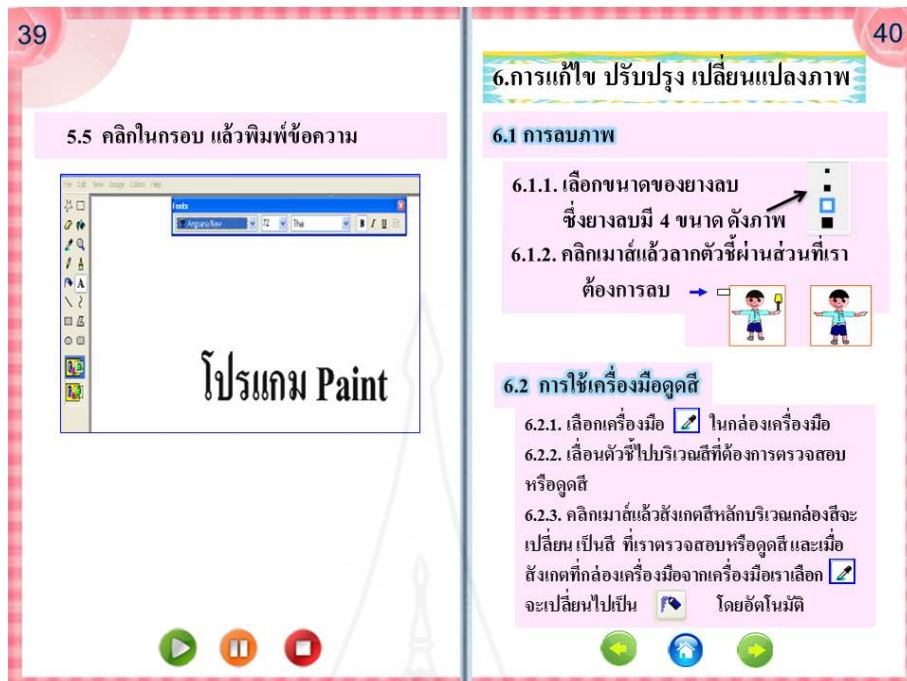 39
5.5 คลิกในกรอบ แล้วพิมพ์ข้อความ
File Edit View Image Colors Help
Fonts
Angsana New 72 Thai B I U
A
โปรแกม Paint
40
6.การแก้ไข ปรับปรุง เปลี่ยนแปลงภาพ
6.1 การลบภาพ
6.1.1. เลือกขนาดของยางลบ
ซึ่งยางลบมี 4 ขนาด ดังภาพ
6.1.2. คลิกเมาส์แล้วลากตัวชี้ผ่านส่วนที่เรา
ต้องการลบ
6.2 การใช้เครื่องมือดูดสี
6.2.1. เลือกเครื่องมือ ในกล่องเครื่องมือ
6.2.2. เลื่อนตัวชี้ไปบริเวณสีที่ต้องการตรวจสอบ
หรือดูดสี
6.2.3. คลิกเมาส์แล้วสังเกตสีหลักบริเวณกล่องสีจะ
เปลี่ยน เป็นสี ที่เราตรวจสอบหรือดูดสี และเมื่อ
สังเกตที่กล่องเครื่องมือจากเครื่องมือเราเลือก
จะเปลี่ยนไปเป็น โดยอัตโนมัติ